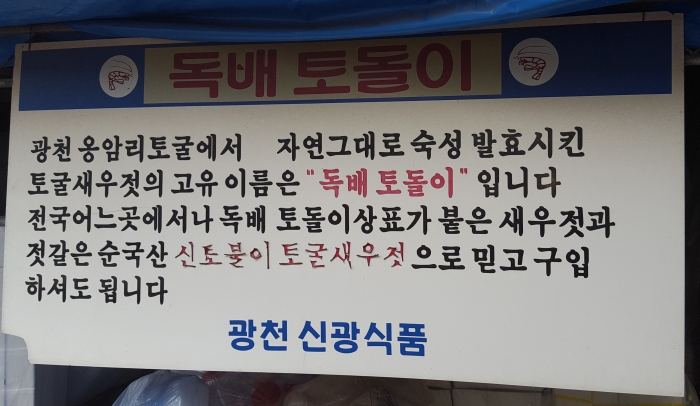 독배 토돌이
광천 옹암리토굴에서 자연그대로 숙성 발효시킨
토굴새우젓의 고유 이름은 "독배 토돌이" 입니다
전국어느곳에서나 독배 토돌이상표가 붙은 새우젓과
젓갈은 순국산 신토불이 토굴새우젓 으로 믿고 구입
하셔도 됩니다
광천 신광식품